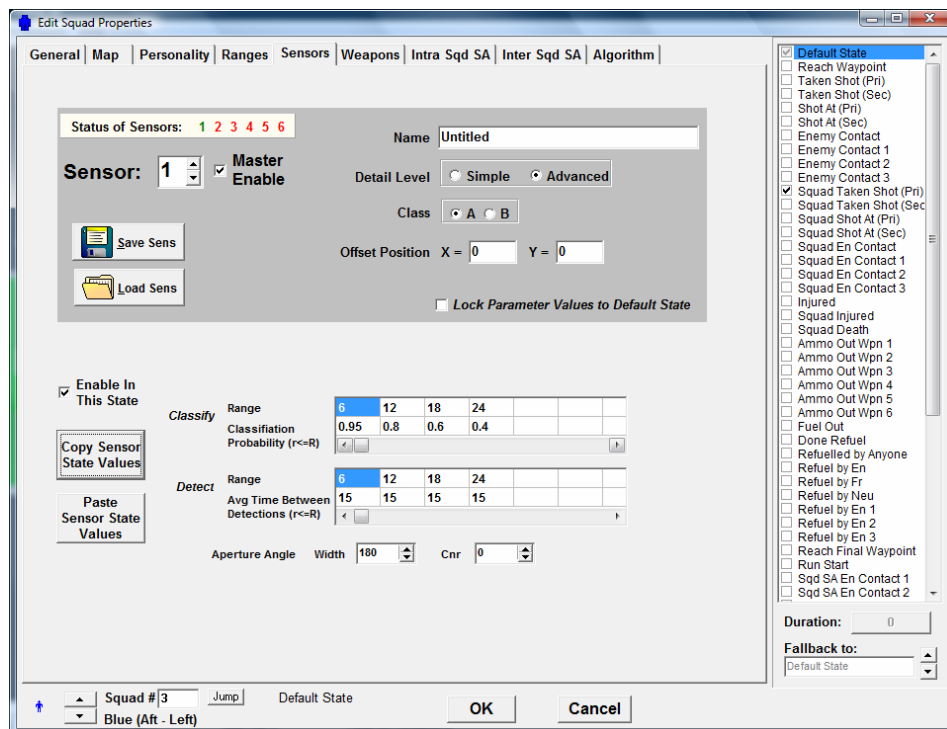 Edit Squad Properties
General Map Personality Ranges Sensors Weapons Intra Sqd SA Inter Sqd SA Algorithm
Status of Sensors: 1 2 3 4 5 6
Sensor: 1 Master Enable
Name Untitled
Detail Level Simple Advanced
Class A B
Offset Position X = 0 Y = 0
Save Sens
Load Sens
Lock Parameter Values to Default State
Enable In This State
Copy Sensor State Values
Paste Sensor State Values
Classify Range 6 12 18 24
Classifiation Probability (r<=R) 0.95 0.8 0.6 0.4
Detect Range 6 12 18 24
Avg Time Between Detections (r<=R) 15 15 15 15
Aperture Angle Width 180 Cnr 0
Default State
Reach Waypoint
Taken Shot (Pri)
Taken Shot (Sec)
Shot At (Pri)
Shot At (Sec)
Enemy Contact
Enemy Contact 1
Enemy Contact 2
Enemy Contact 3
Squad Taken Shot (Pri)
Squad Taken Shot (Sec
Squad Shot At (Pri)
Squad Shot At (Sec)
Squad En Contact
Squad En Contact 1
Squad En Contact 2
Squad En Contact 3
Injured
Squad Injured
Squad Death
Ammo Out Wpn 1
Ammo Out Wpn 2
Ammo Out Wpn 3
Ammo Out Wpn 4
Ammo Out Wpn 5
Ammo Out Wpn 6
Fuel Out
Done Refuel
Refuelled by Anyone
Refuel by En
Refuel by Fr
Refuel by Neu
Refuel by En 1
Refuel by En 2
Refuel by En 3
Reach Final Waypoint
Run Start
Sqd SA En Contact 1
Sqd SA En Contact 2
Duration: 0
Fallback to:
Default State
Squad # 3 Jump Default State
Blue (Aft - Left)
OK Cancel